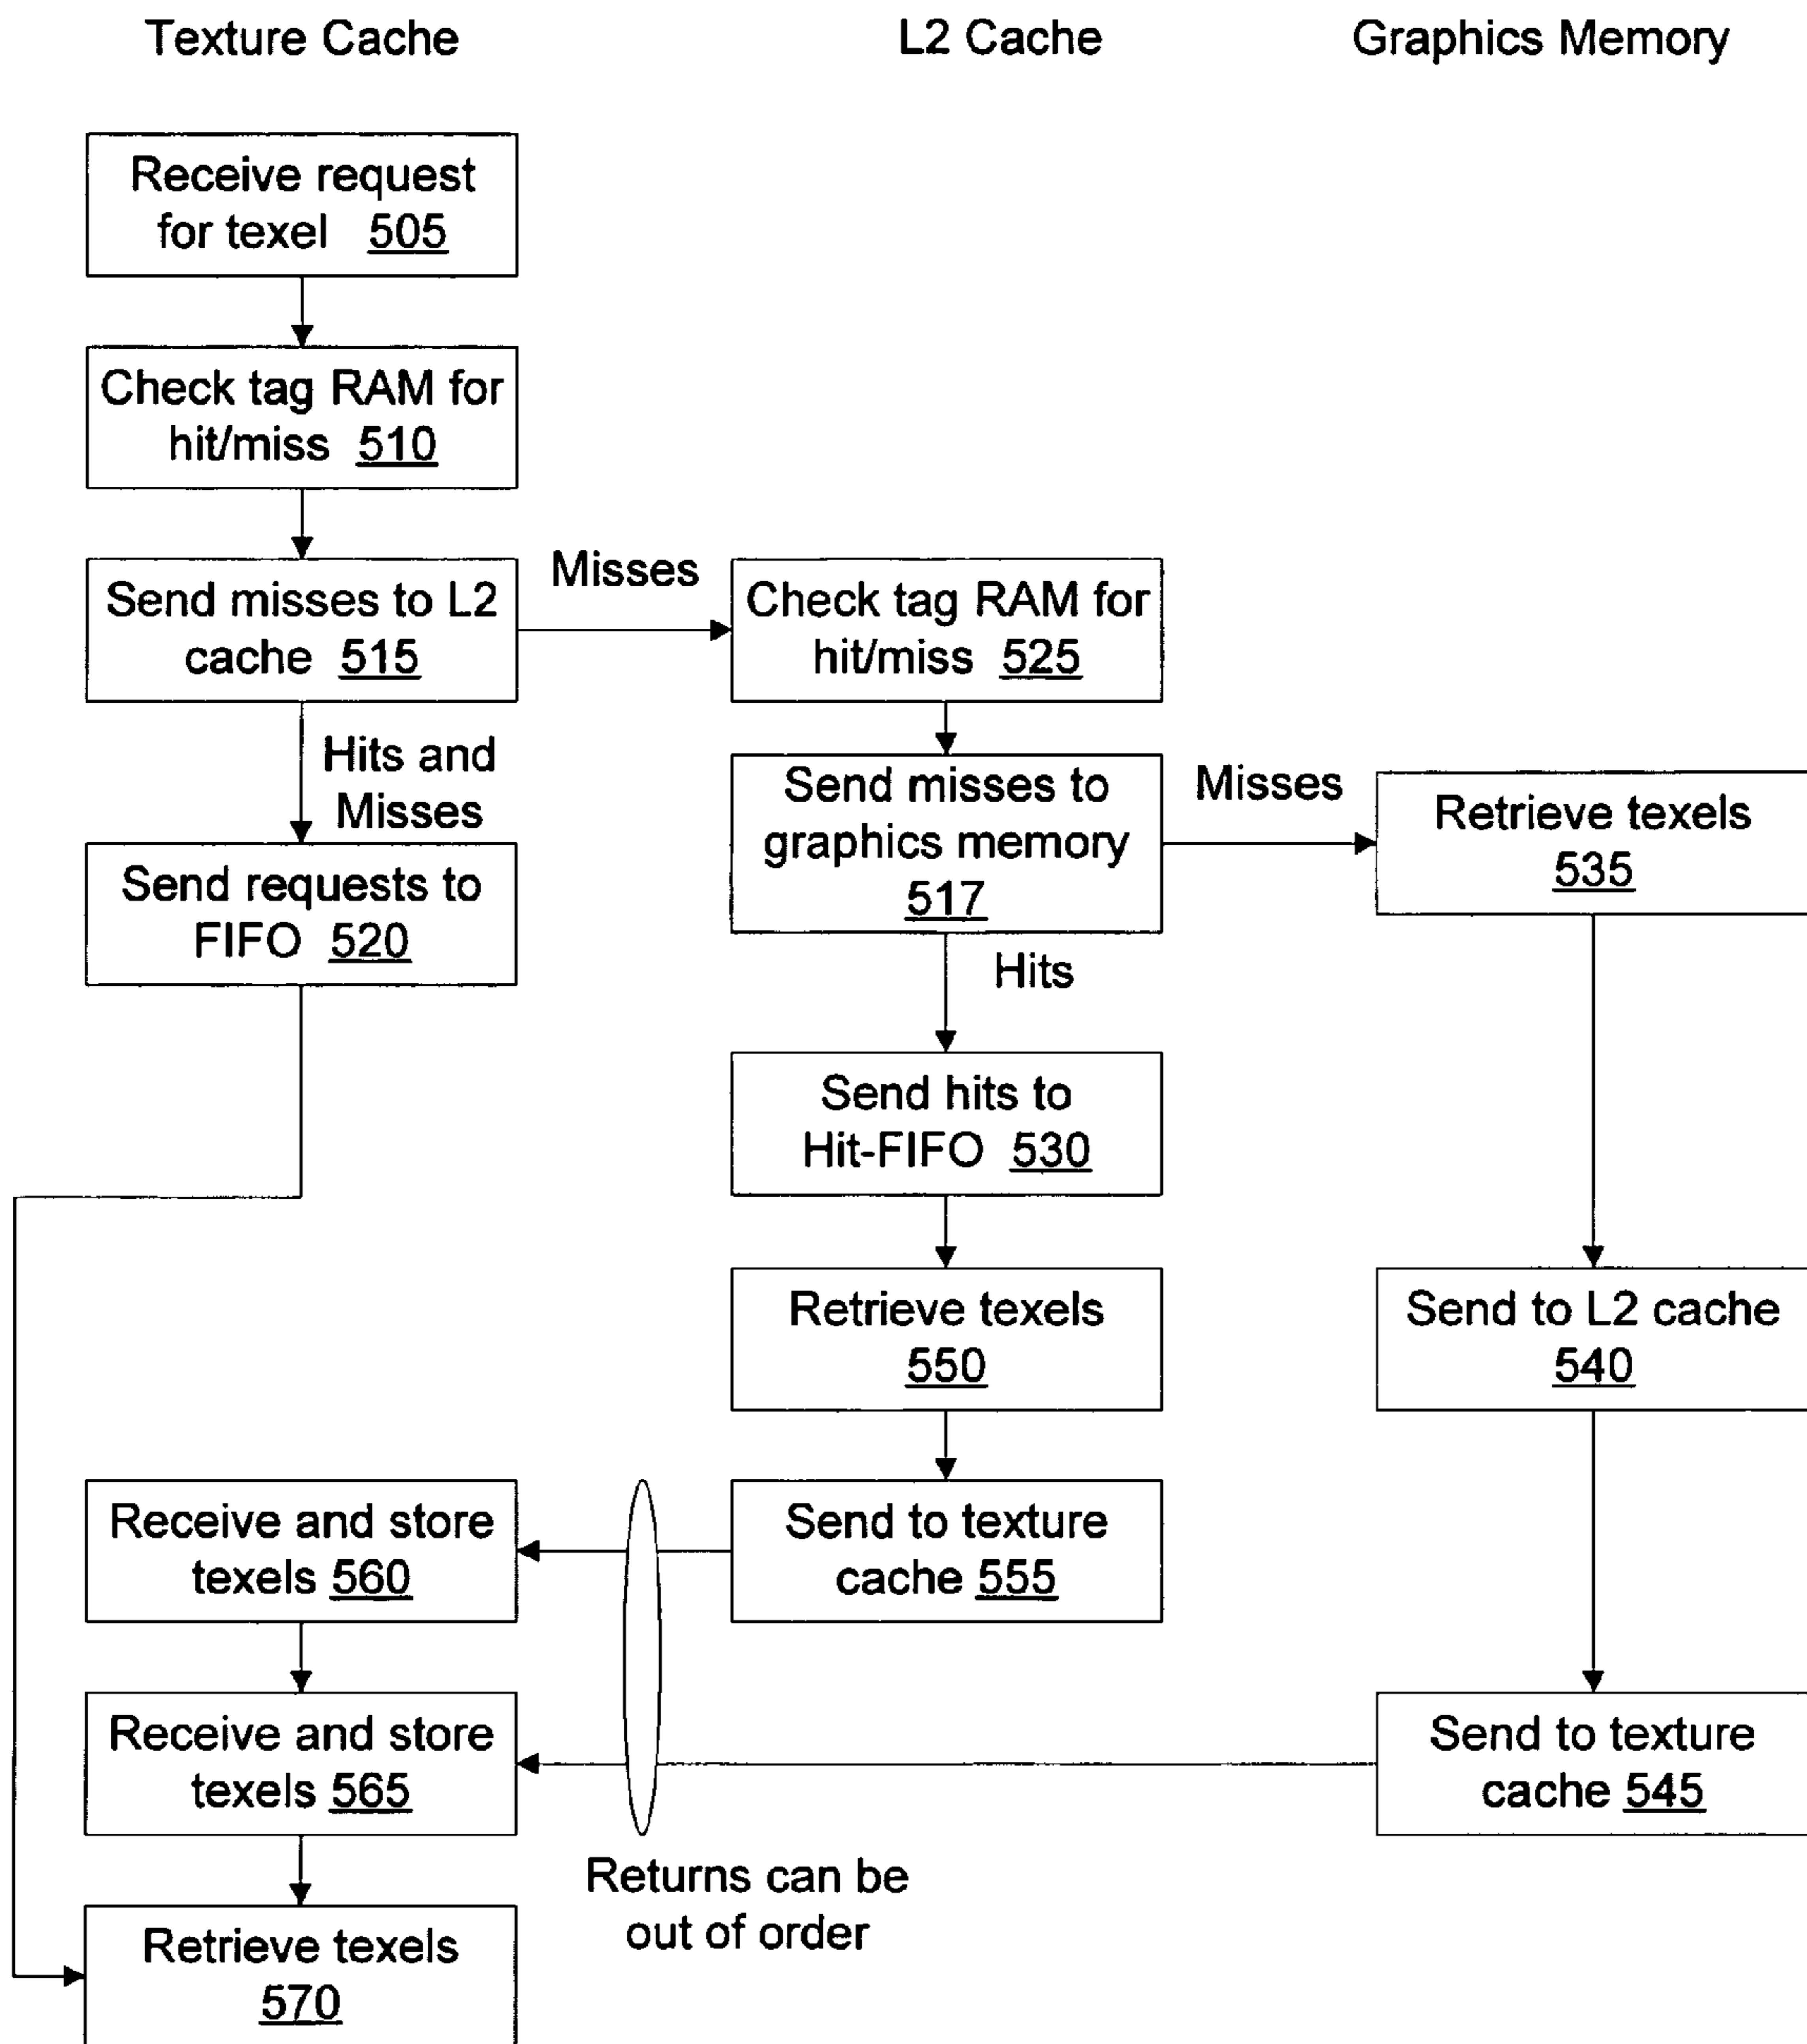 Texture Cache
L2 Cache
Graphics Memory
Receive request
for texel 505
Check tag RAM for
hit/miss 510
Send misses to L2
cache 515
Misses
Check tag RAM for
hit/miss 525
Hits and
Misses
Send misses to
graphics memory
517
Misses
Retrieve texels
535
Send requests to
FIFO 520
Hits
Send hits to
Hit-FIFO 530
Retrieve texels
550
Send to L2 cache
540
Receive and store
texels 560
Send to texture
cache 555
Receive and store
texels 565
Send to texture
cache 545
Returns can be
out of order
Retrieve texels
570